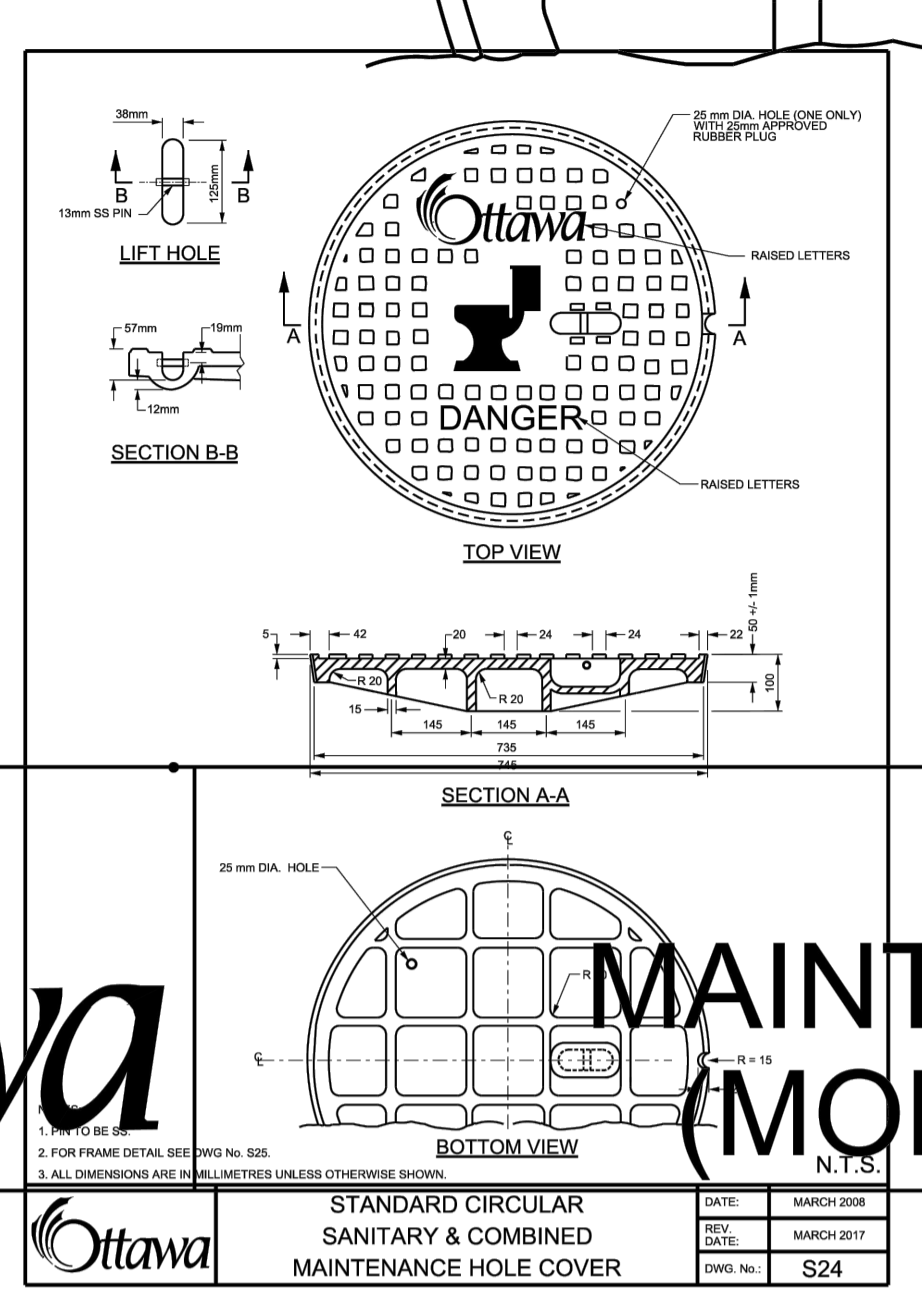 38mm
125mm
B
B
13mm SS PIN
LIFT HOLE
57mm
19mm
12mm
SECTION B-B
25 mm DIA. HOLE (ONE ONLY)
WITH 25mm APPROVED
RUBBER PLUG
Ottawa
RAISED LETTERS
A
A
DANGER
RAISED LETTERS
TOP VIEW
5
42
20
24
24
22
50 +/- 1mm
100
R 20
R 20
15
145
145
145
735
745
SECTION A-A
℄
25 mm DIA. HOLE
℄
R = 15
BOTTOM VIEW
MAINT
(MO
wa
N.T.S.
1. PIN TO BE SS.
2. FOR FRAME DETAIL SEE DWG No. S25.
3. ALL DIMENSIONS ARE IN MILLIMETRES UNLESS OTHERWISE SHOWN.
Ottawa
STANDARD CIRCULAR
SANITARY & COMBINED
MAINTENANCE HOLE COVER
DATE: MARCH 2008
REV. DATE: MARCH 2017
DWG. No.: S24